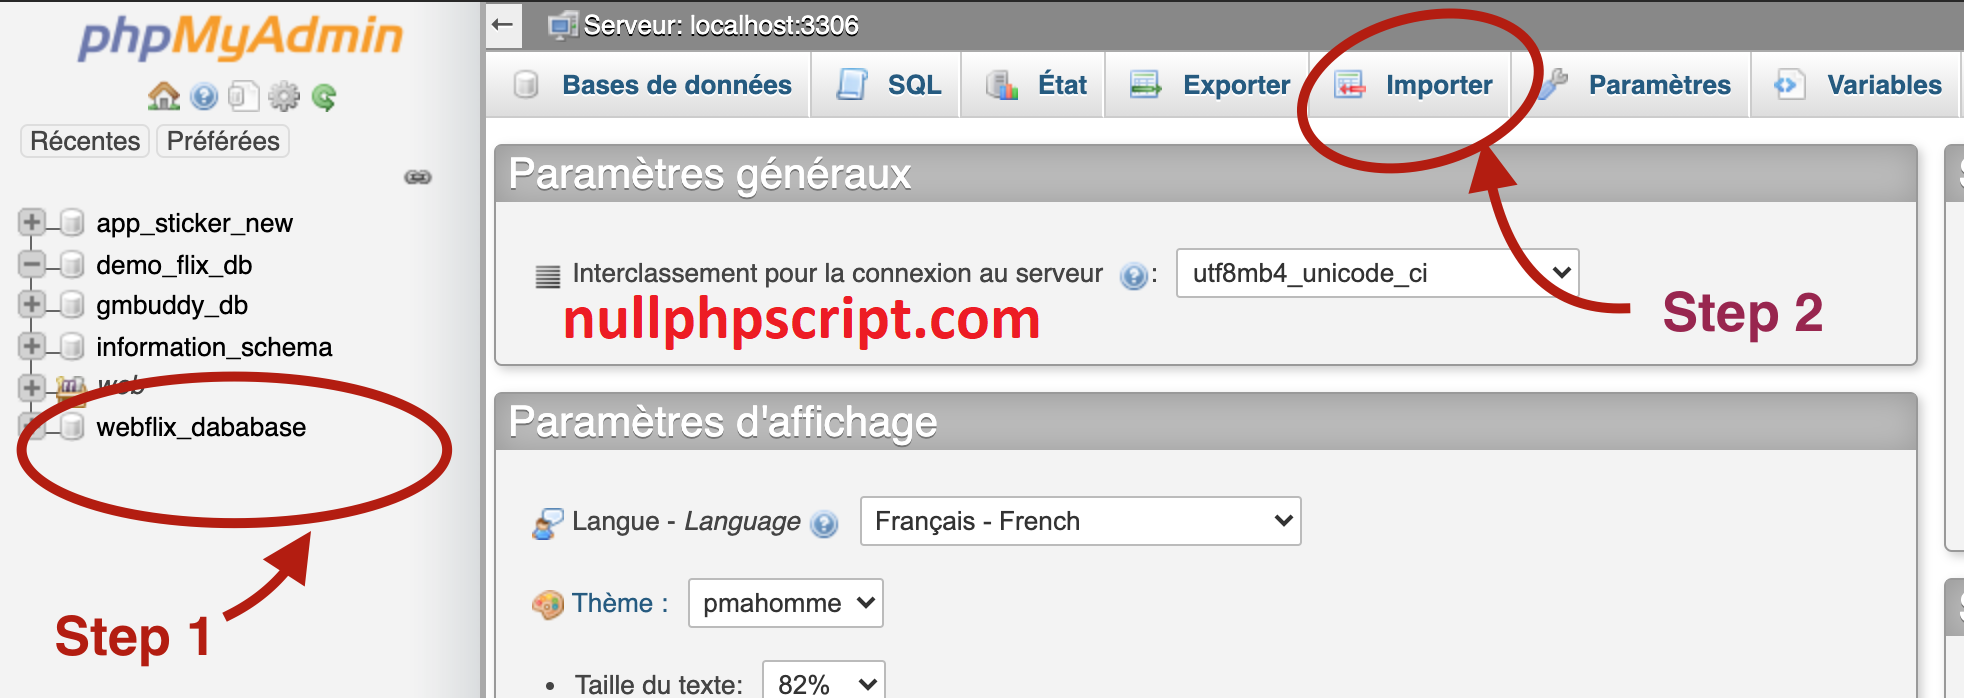 phpMyAdmin
Récentes Préférées
app_sticker_new
demo_flix_db
gmbuddy_db
information_schema
web
webflix_dababase
Step 1
Serveur: localhost:3306
Bases de données SQL État Exporter Importer Paramètres Variables
Paramètres généraux
Interclassement pour la connexion au serveur : utf8mb4_unicode_ci
nullphpscript.com
Step 2
Paramètres d'affichage
Langue - Language Français - French
Thème : pmahomme
• Taille du texte: 82%